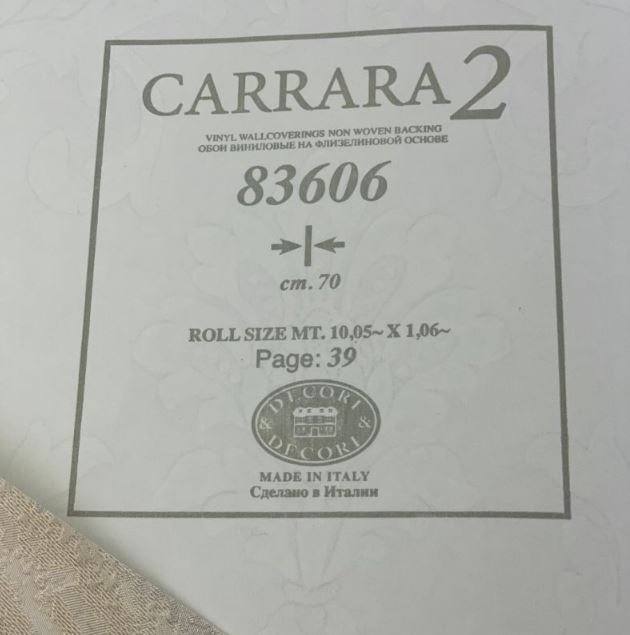 CARRARA 2
VINYL WALLCOVERINGS NON WOVEN BACKING
ОБОИ ВИНИЛОВЫЕ НА ФЛИЗЕЛИНОВОЙ ОСНОВЕ
83606
cm. 70
ROLL SIZE MT. 10,05~ X 1,06~
Page: 39
DECORI
& &
DECORI
MADE IN ITALY
Сделано в Италии